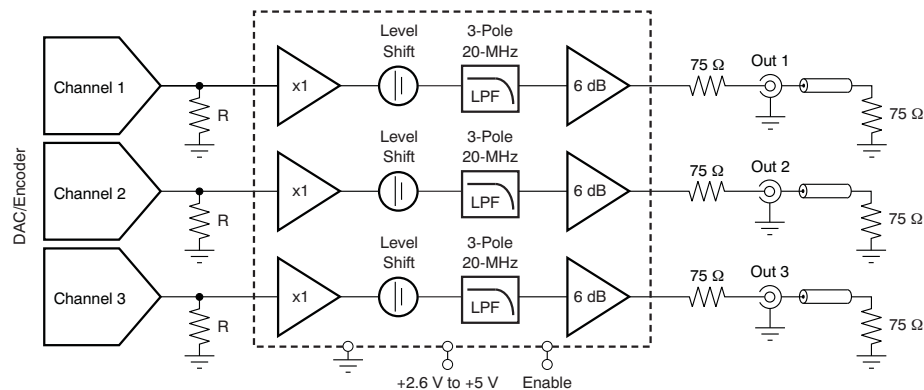 DAC/Encoder
Channel 1
R
x1
Level
Shift
3-Pole
20-MHz
LPF
6 dB
75 Ω
Out 1
75 Ω
Channel 2
R
x1
Level
Shift
3-Pole
20-MHz
LPF
6 dB
75 Ω
Out 2
75 Ω
Channel 3
R
x1
Level
Shift
3-Pole
20-MHz
LPF
6 dB
75 Ω
Out 3
75 Ω
+2.6 V to +5 V
Enable